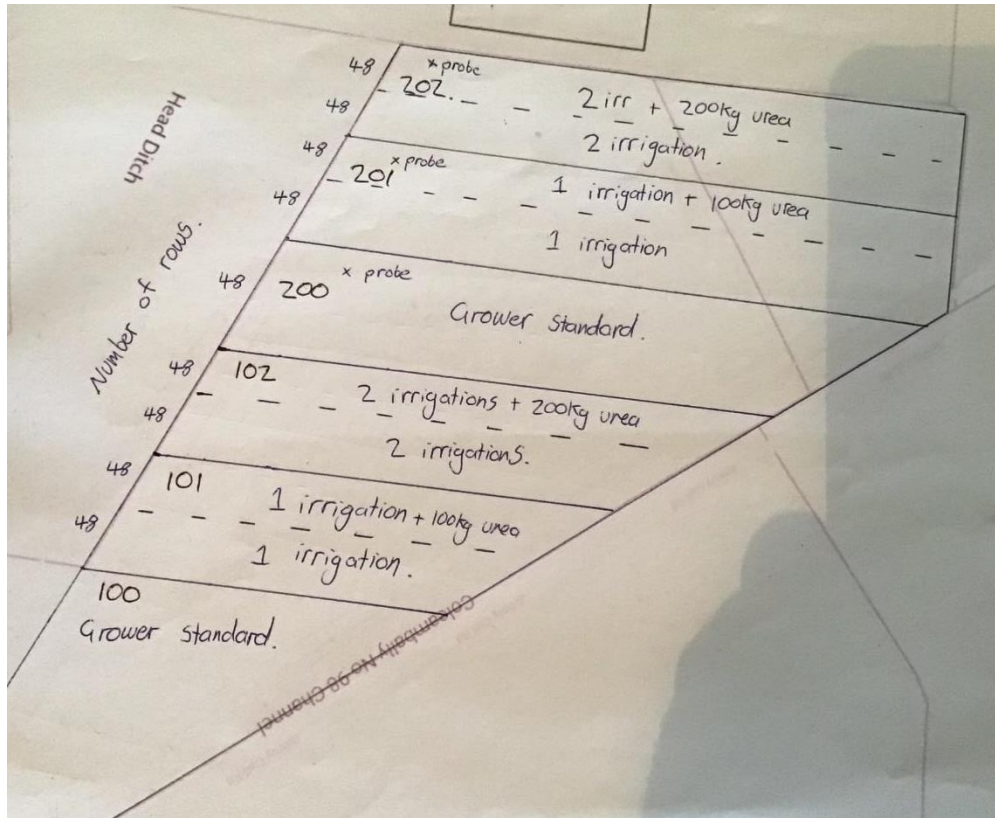 Head Ditch
Number of rows.
48
× probe
202.
2 irr + 200kg urea
48
2 irrigation.
48
× probe
201
1 irrigation + 100kg urea
48
1 irrigation
48
× probe
200
Grower standard.
48
102
2 irrigations + 200kg urea
48
2 irrigations.
48
101
1 irrigation + 100kg urea
48
1 irrigation.
100
Grower standard.
Coleambally No 9B Channel